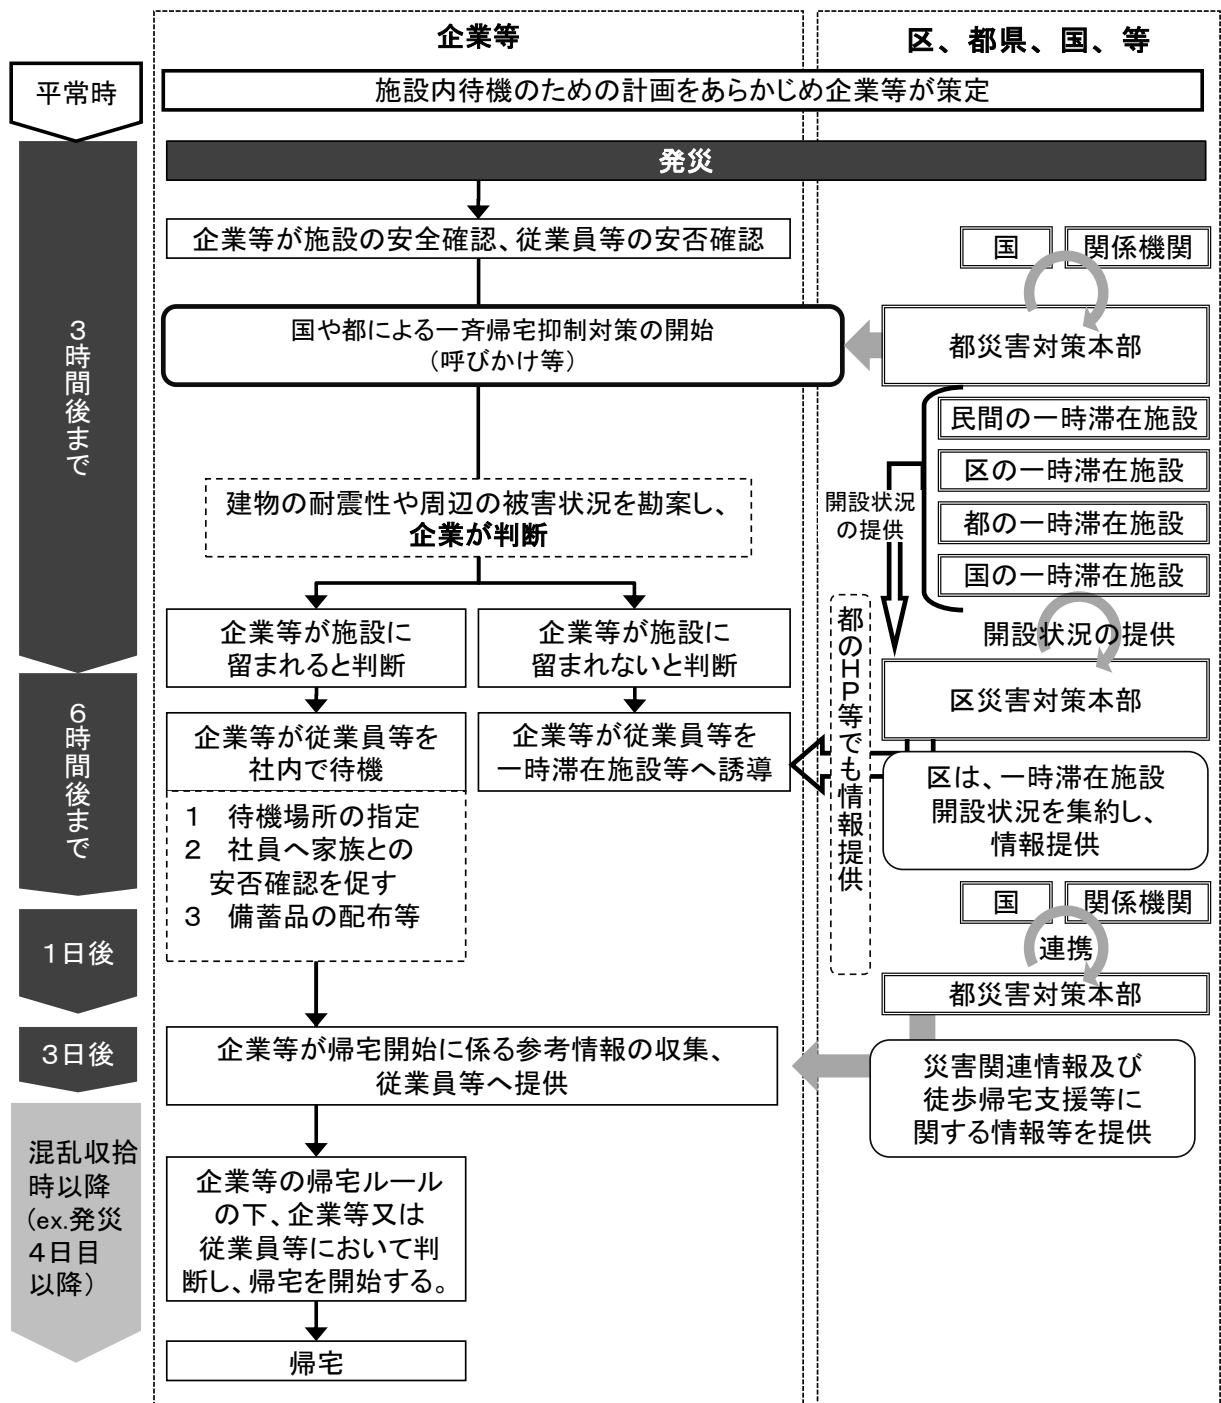 企業等
区、都県、国、等
平常時
施設内待機のための計画をあらかじめ企業等が策定
発災
3時間後まで
企業等が施設の安全確認、従業員等の安否確認
国
関係機関
国や都による一斉帰宅抑制対策の開始
(呼びかけ等)
都災害対策本部
民間の一時滞在施設
区の一時滞在施設
都の一時滞在施設
国の一時滞在施設
開設状況
の提供
建物の耐震性や周辺の被害状況を勘案し、
企業が判断
企業等が施設に
留まれると判断
企業等が施設に
留まれないと判断
都のHP等でも情報提供
開設状況の提供
区災害対策本部
6時間後まで
企業等が従業員等を
社内で待機
企業等が従業員等を
一時滞在施設等へ誘導
区は、一時滞在施設
開設状況を集約し、
情報提供
1 待機場所の指定
2 社員へ家族との
安否確認を促す
3 備蓄品の配布等
国
関係機関
連携
都災害対策本部
1日後
3日後
企業等が帰宅開始に係る参考情報の収集、
従業員等へ提供
災害関連情報及び
徒歩帰宅支援等に
関する情報等を提供
混乱収拾
時以降
(ex.発災
4日目
以降)
企業等の帰宅ルール
の下、企業等又は
従業員等において判
断し、帰宅を開始する。
帰宅